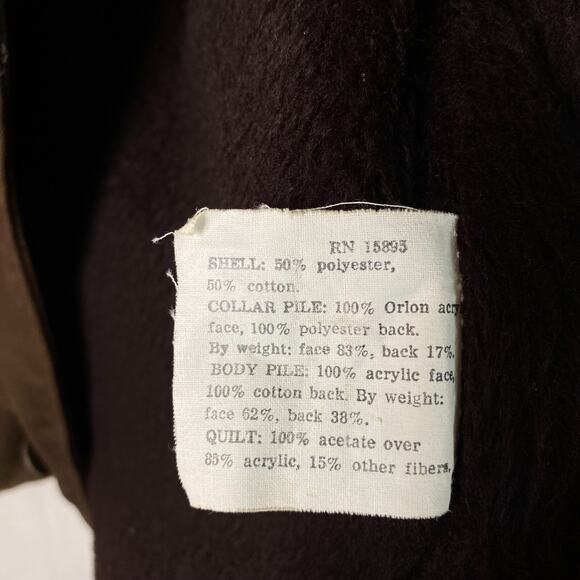 RN 15895
SHELL: 50% polyester,
50% cotton.
COLLAR PILE: 100% Orlon acry
face, 100% polyester back.
By weight: face 83%, back 17%.
BODY PILE: 100% acrylic face,
100% cotton back. By weight:
face 62%, back 38%.
QUILT: 100% acetate over
85% acrylic, 15% other fibers.